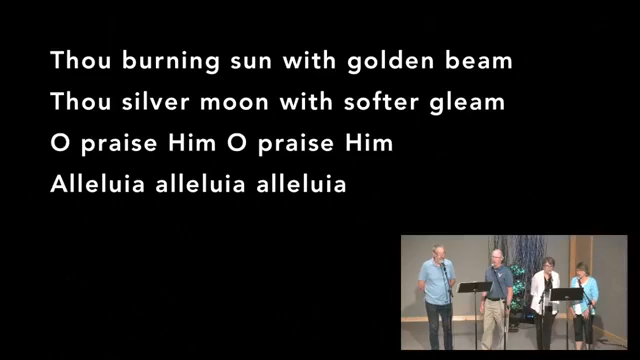 Thou burning sun with golden beam
Thou silver moon with softer gleam
O praise Him O praise Him
Alleluia alleluia alleluia